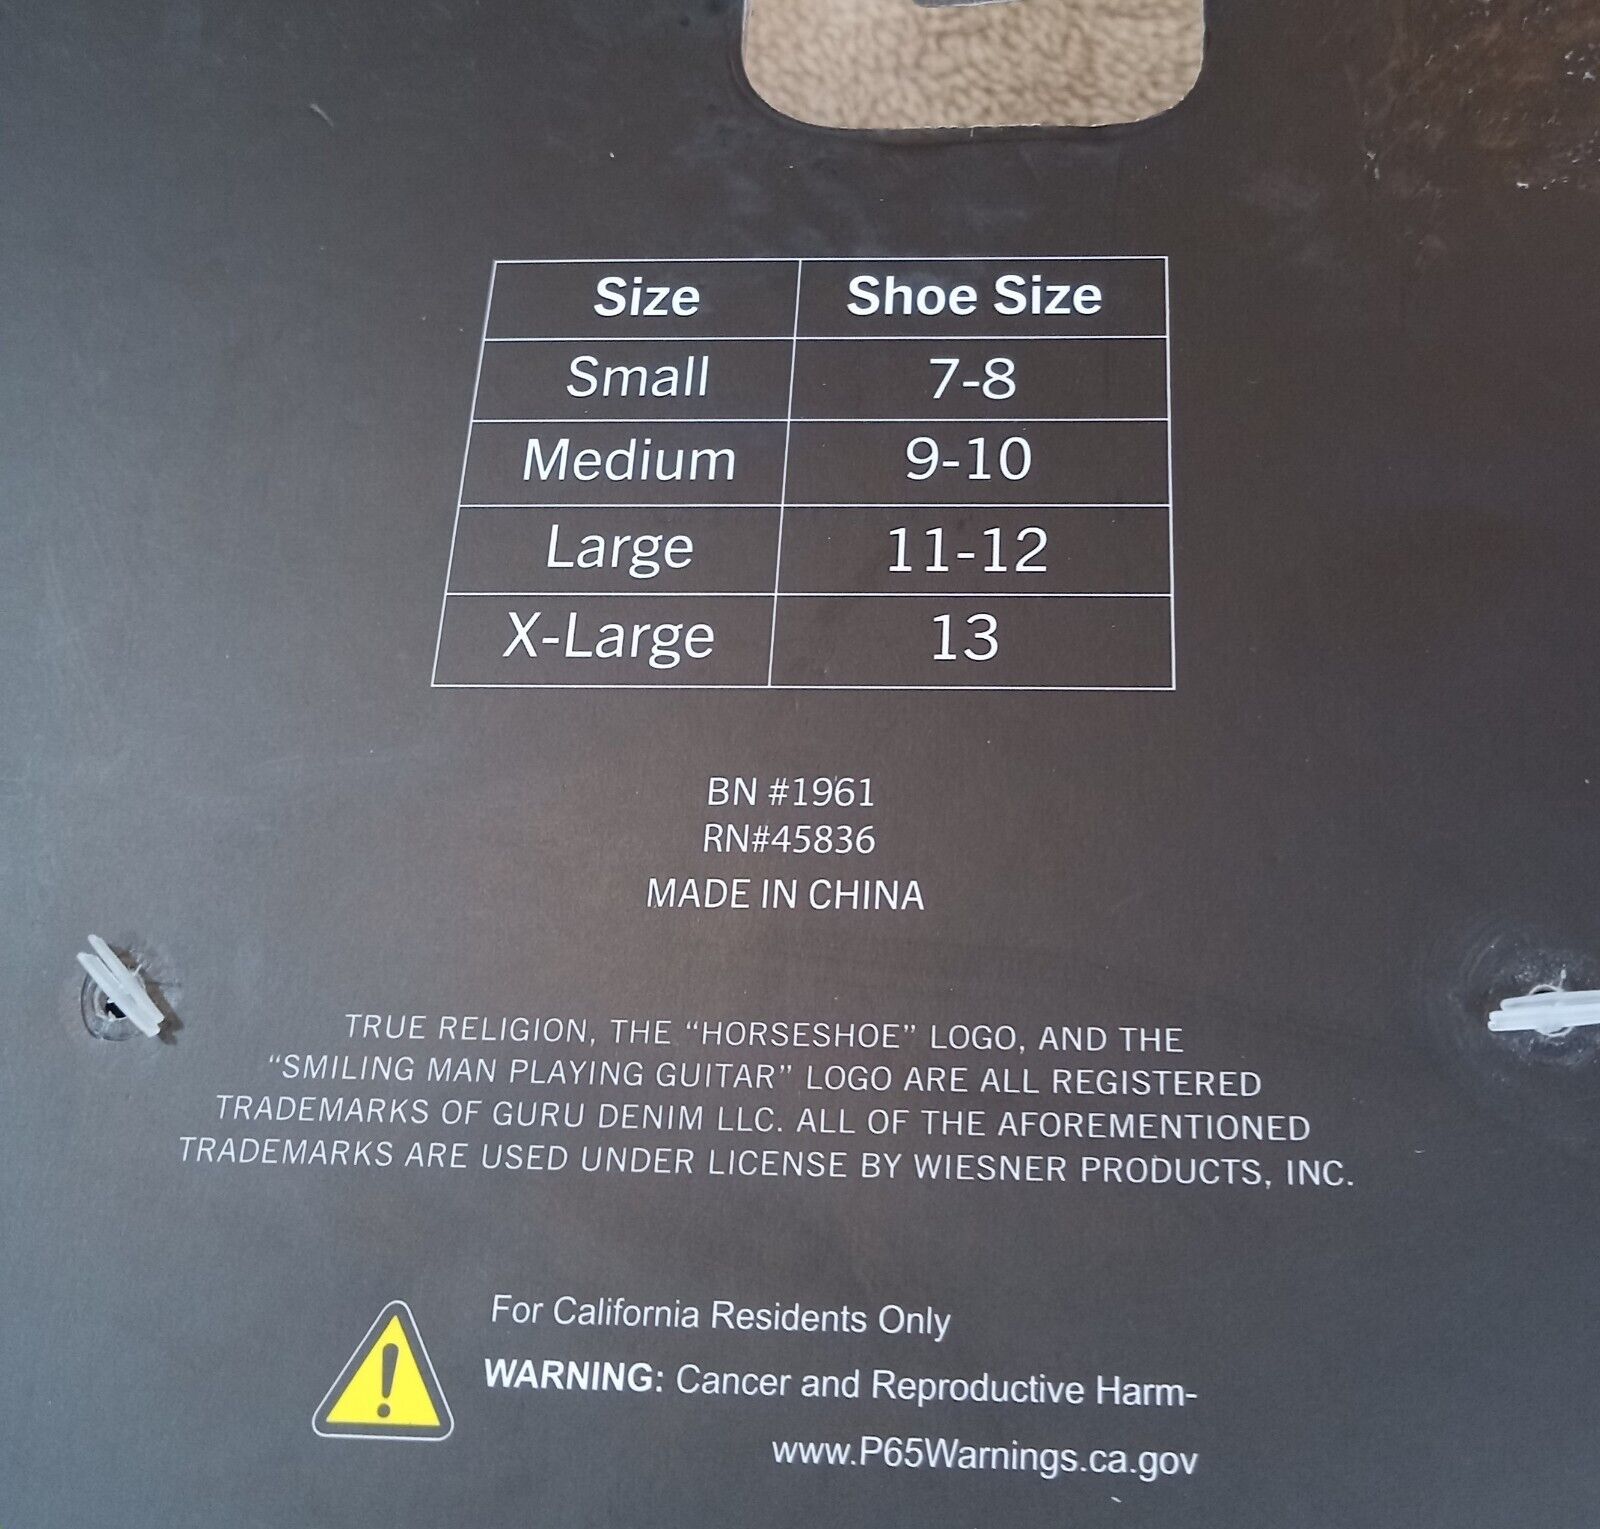 Size Shoe Size
Small 7-8
Medium 9-10
Large 11-12
X-Large 13
BN #1961
RN#45836
MADE IN CHINA
TRUE RELIGION, THE “HORSESHOE” LOGO, AND THE
“SMILING MAN PLAYING GUITAR” LOGO ARE ALL REGISTERED
TRADEMARKS OF GURU DENIM LLC. ALL OF THE AFOREMENTIONED
TRADEMARKS ARE USED UNDER LICENSE BY WIESNER PRODUCTS, INC.
For California Residents Only
WARNING: Cancer and Reproductive Harm-
www.P65Warnings.ca.gov